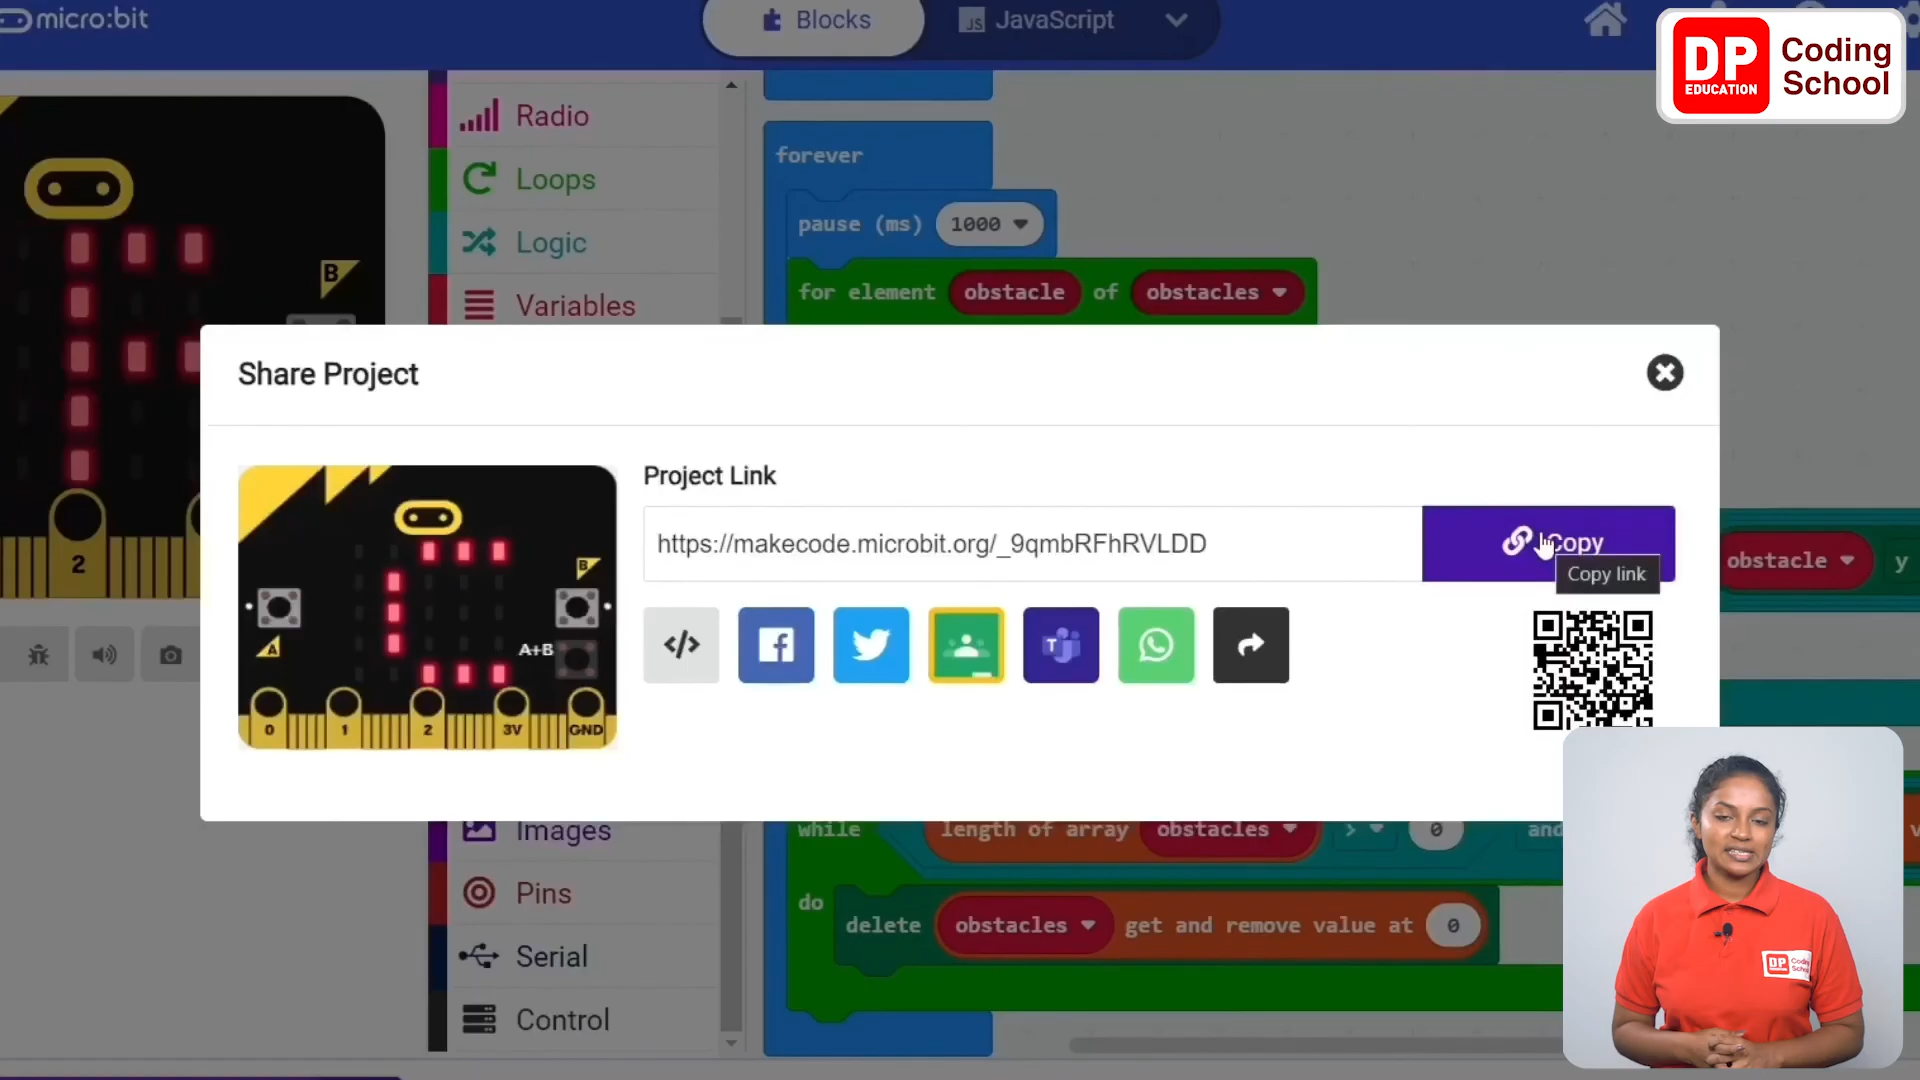 micro:bit
Blocks
JS JavaScript
DP
EDUCATION
Coding
School
Radio
Loops
Logic
Variables
forever
pause (ms) 1000
for element obstacle of obstacles
B
2
Share Project
Project Link
https://makecode.microbit.org/_9qmbRFhRVLDD
Copy
Copy link
B
A
A+B
0 1 2 3V GND
obstacle y
Images
Pins
Serial
Control
while length of array obstacles > 0 and
do
delete obstacles get and remove value at 0
DP